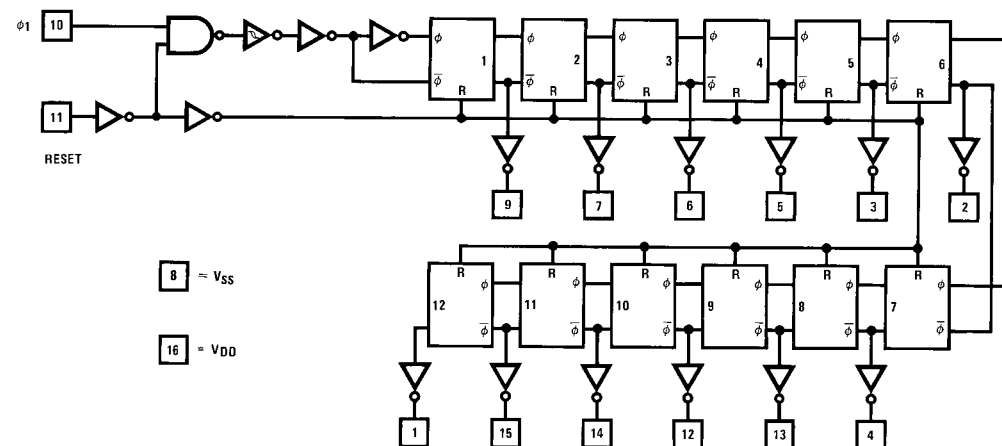 ϕ1 10
ϕ ϕ ϕ ϕ ϕ ϕ
1 2 3 4 5 6
ϕ̅ ϕ̅ ϕ̅ ϕ̅ ϕ̅ ϕ̅
R R R R R R
11
RESET
9 7 6 5 3 2
R R R R R R
8 = VSS
ϕ ϕ ϕ ϕ ϕ ϕ
12 11 10 9 8 7
ϕ̅ ϕ̅ ϕ̅ ϕ̅ ϕ̅ ϕ̅
16 = VDD
1 15 14 12 13 4